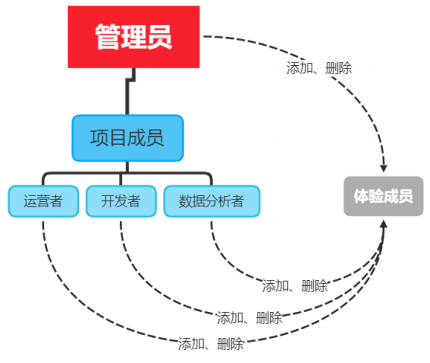 管理员
添加、删除
项目成员
体验成员
运营者
开发者
数据分析者
添加、删除
添加、删除
添加、删除